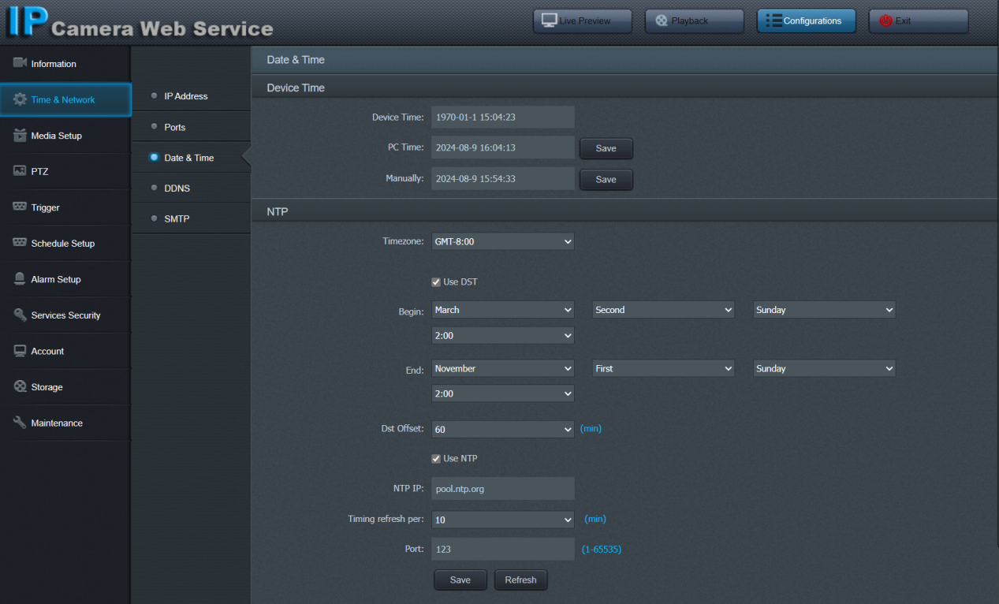 IP Camera Web Service
Live Preview
Playback
Configurations
Exit
Information
Time & Network
Media Setup
PTZ
Trigger
Schedule Setup
Alarm Setup
Services Security
Account
Storage
Maintenance
IP Address
Ports
Date & Time
DDNS
SMTP
Date & Time
Device Time
Device Time: 1970-01-1 15:04:23
PC Time: 2024-08-9 16:04:13 Save
Manually: 2024-08-9 15:54:33 Save
NTP
Timezone: GMT-8:00
Use DST
Begin: March Second Sunday
2:00
End: November First Sunday
2:00
Dst Offset: 60 (min)
Use NTP
NTP IP: pool.ntp.org
Timing refresh per: 10 (min)
Port: 123 (1-65535)
Save Refresh